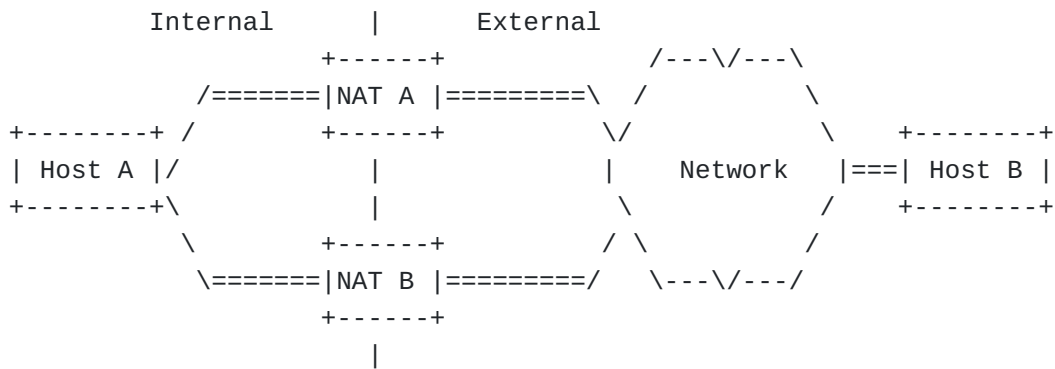 Internal | External
+------+ /---\/---\
/=======|NAT A |=========\ / \
+--------+ / +------+ \/ \ +--------+
| Host A |/ | | Network |===| Host B |
+--------+\ | \ / +--------+
\ +------+ / \ /
\=======|NAT B |=========/ \---\/---/
+------+
|